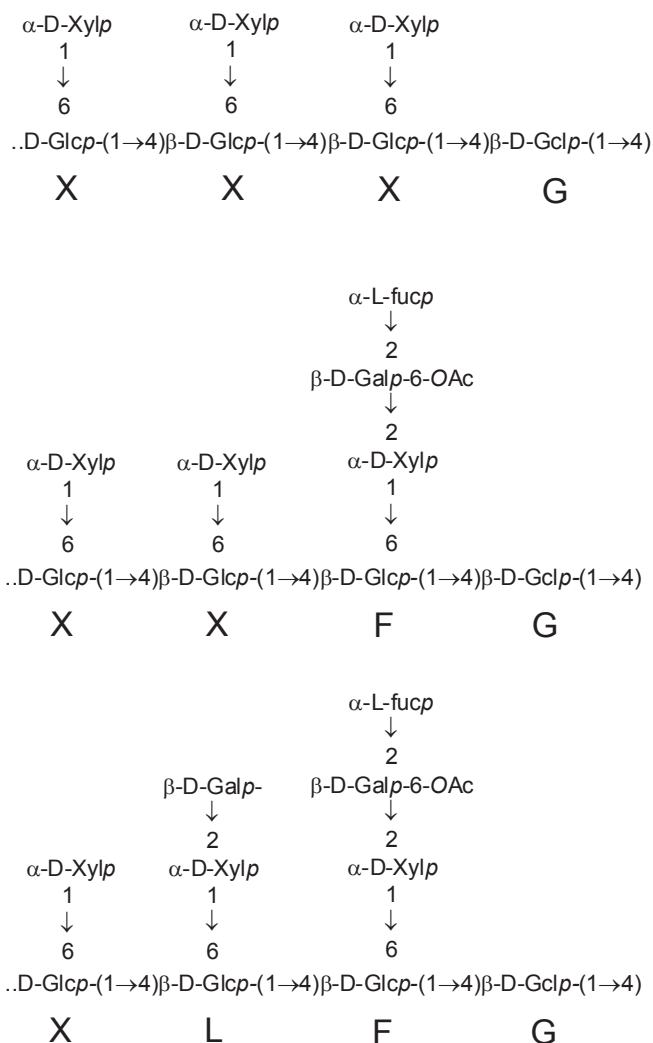 α-D-Xylp α-D-Xylp α-D-Xylp
1 1 1
↓ ↓ ↓
6 6 6
..D-Glcp-(1→4)β-D-Glcp-(1→4)β-D-Glcp-(1→4)β-D-Gclp-(1→4)
X X X G
α-L-fucp
↓
2
β-D-Galp-6-OAc
↓
2
α-D-Xylp α-D-Xylp α-D-Xylp
1 1 1
↓ ↓ ↓
6 6 6
..D-Glcp-(1→4)β-D-Glcp-(1→4)β-D-Glcp-(1→4)β-D-Gclp-(1→4)
X X F G
α-L-fucp
↓
2
β-D-Galp- β-D-Galp-6-OAc
↓ ↓
2 2
α-D-Xylp α-D-Xylp α-D-Xylp
1 1 1
↓ ↓ ↓
6 6 6
..D-Glcp-(1→4)β-D-Glcp-(1→4)β-D-Glcp-(1→4)β-D-Gclp-(1→4)
X L F G